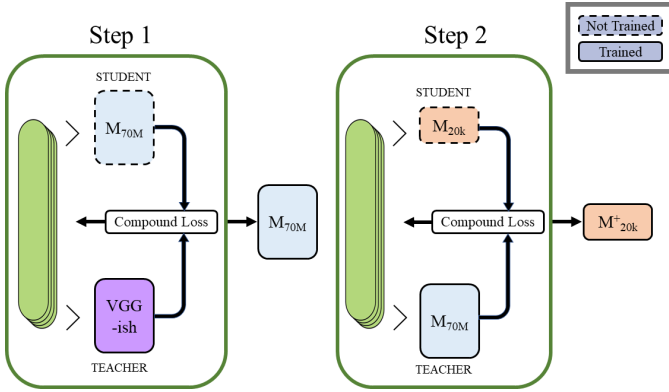 Step 1
STUDENT
M70M
Compound Loss
M70M
VGG
-ish
TEACHER
Step 2
STUDENT
M20k
Compound Loss
M+20k
M70M
TEACHER
Not Trained
Trained